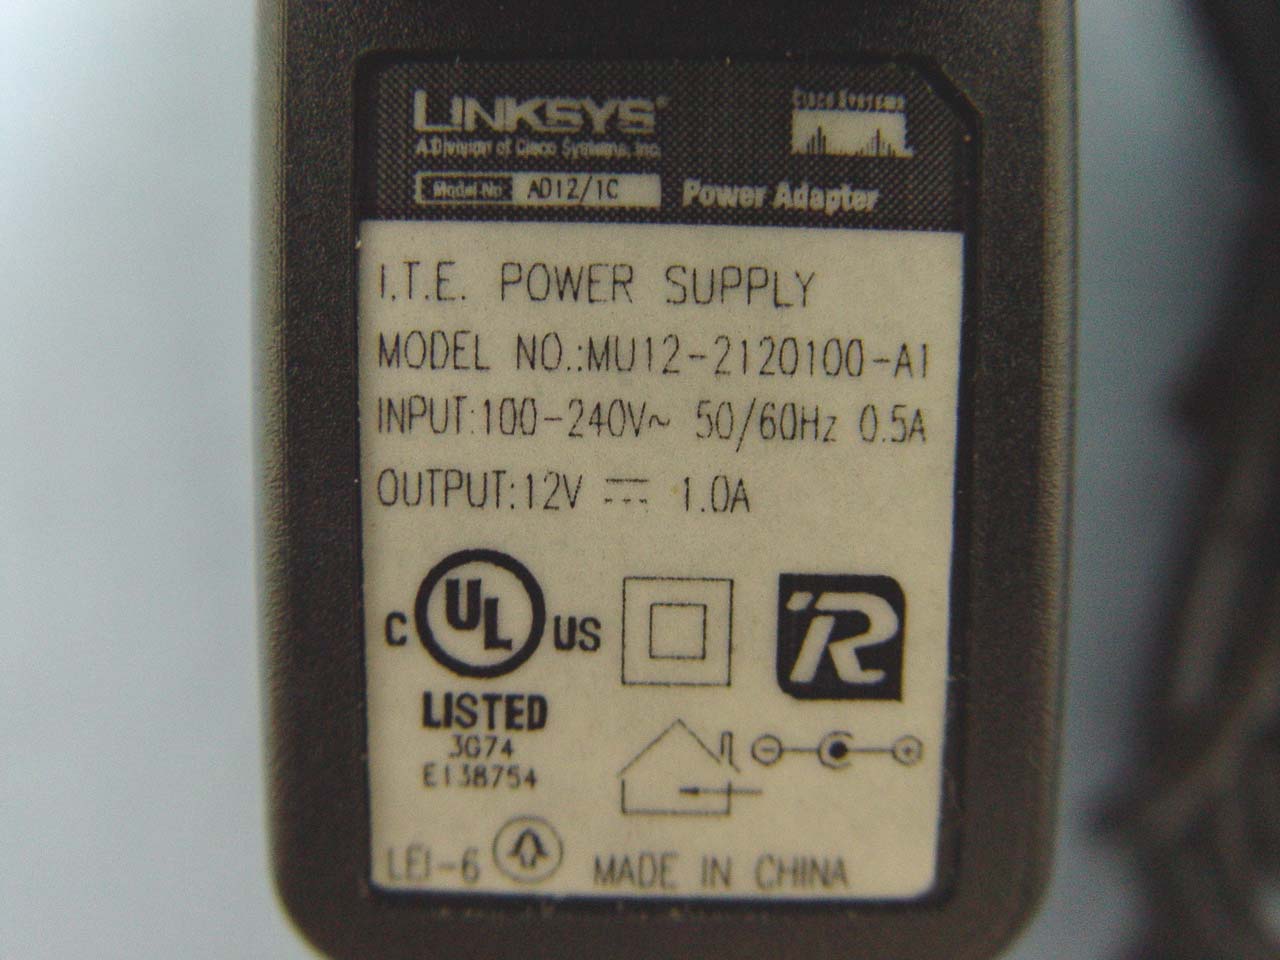 LINKSYS®
A Division of Cisco Systems, Inc.
Cisco Systems
Model No AD12/1C Power Adapter
I.T.E. POWER SUPPLY
MODEL NO.:MU12-2120100-A1
INPUT:100-240V~ 50/60Hz 0.5A
OUTPUT:12V ⎓ 1.0A
C UL US
R
LISTED
3G74
E138754
LEI-6 MADE IN CHINA